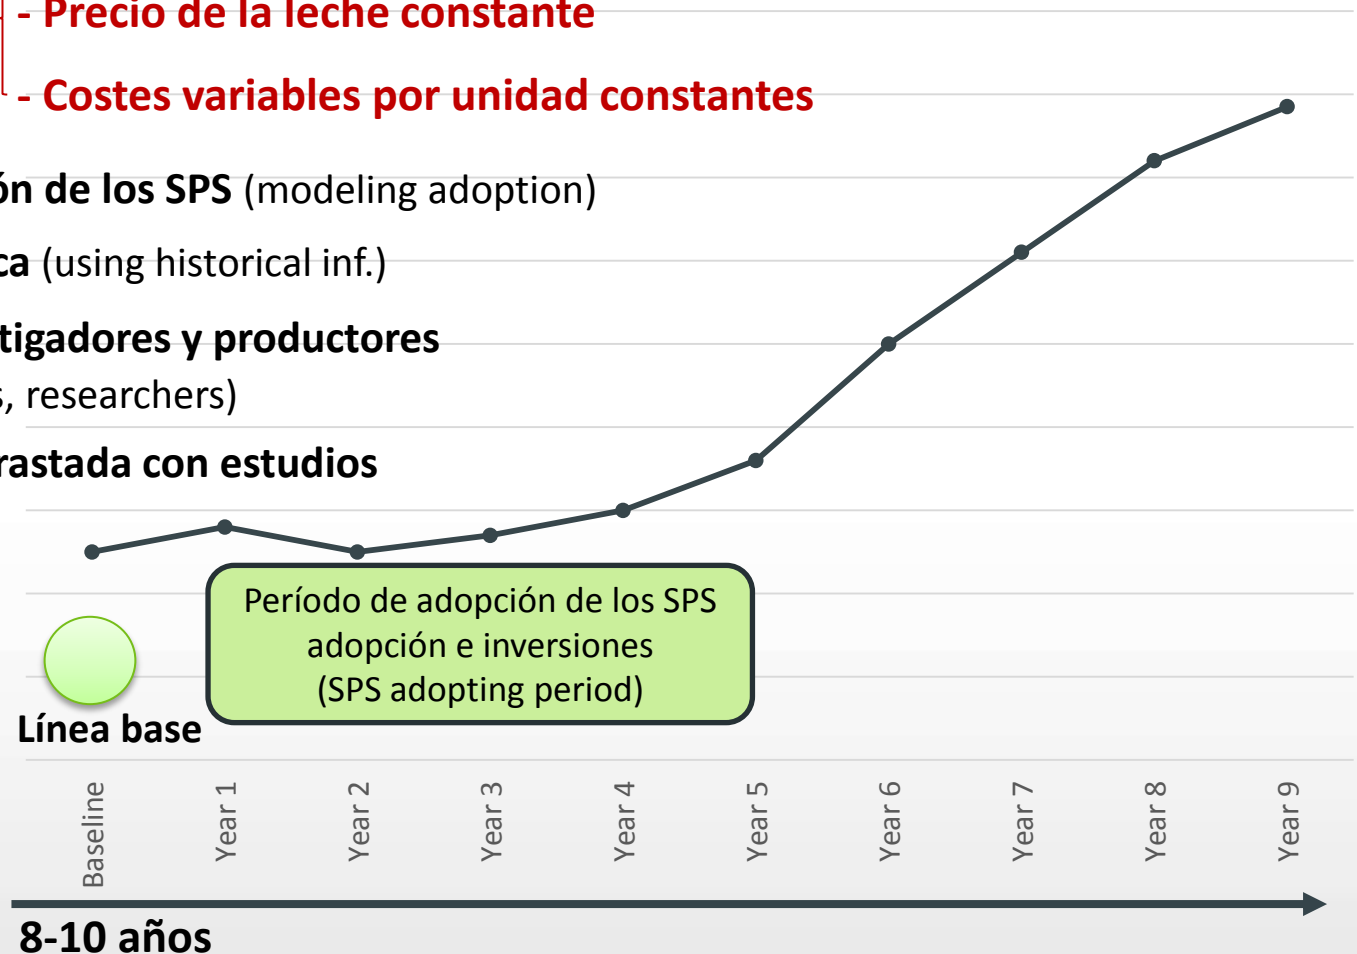 - Precio de la leche constante
- Costes variables por unidad constantes
ón de los SPS (modeling adoption)
ca (using historical inf.)
tigadores y productores
s, researchers)
rastada con estudios
Período de adopción de los SPS
adopción e inversiones
(SPS adopting period)
Línea base
Baseline
Year 1
Year 2
Year 3
Year 4
Year 5
Year 6
Year 7
Year 8
Year 9
8-10 años